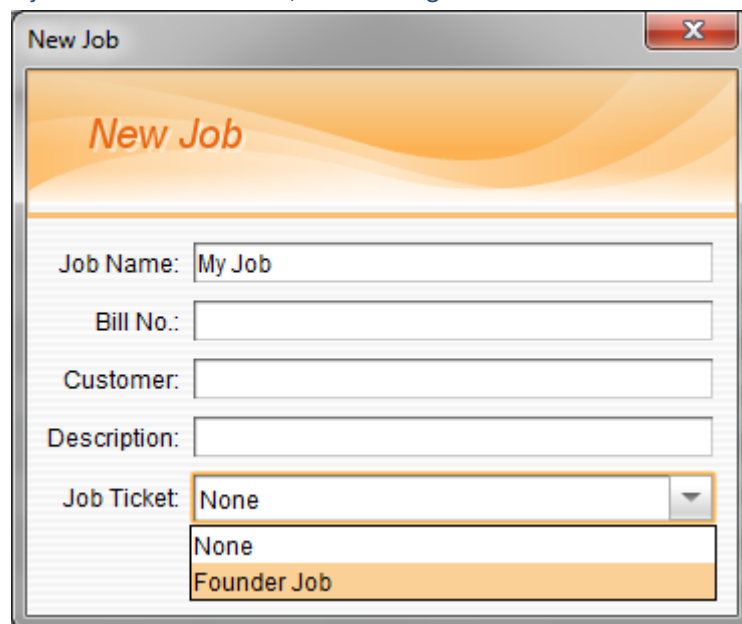 New Job
New Job
Job Name: My Job
Bill No.:
Customer:
Description:
Job Ticket: None
None
Founder Job